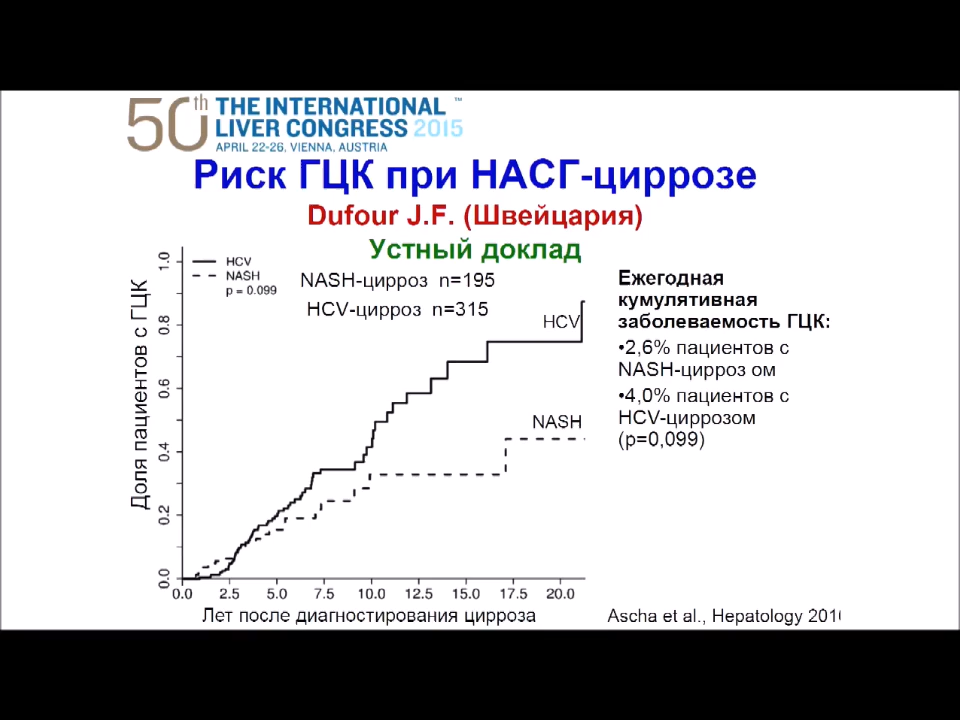 50th THE INTERNATIONAL™
LIVER CONGRESS 2015
APRIL 22-26, VIENNA, AUSTRIA
Риск ГЦК при НАСГ-циррозе
Dufour J.F. (Швейцария)
Устный доклад
HCV
NASH
p = 0.099
NASH-цирроз n=195
HCV-цирроз n=315
HCV
NASH
Доля пациентов с ГЦК
1.0
0.8
0.6
0.4
0.2
0.0
0.0 2.5 5.0 7.5 10.0 12.5 15.0 17.5 20.0
Лет после диагностирования цирроза
Ежегодная
кумулятивная
заболеваемость ГЦК:
•2,6% пациентов с
NASH-цирроз ом
•4,0% пациентов с
HCV-циррозом
(p=0,099)
Ascha et al., Hepatology